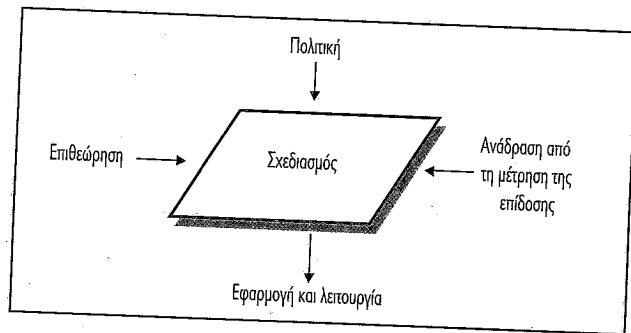 Πολιτική
Επιθεώρηση
Σχεδιασμός
Ανάδραση από
τη μέτρηση της
επίδοσης
Εφαρμογή και λειτουργία